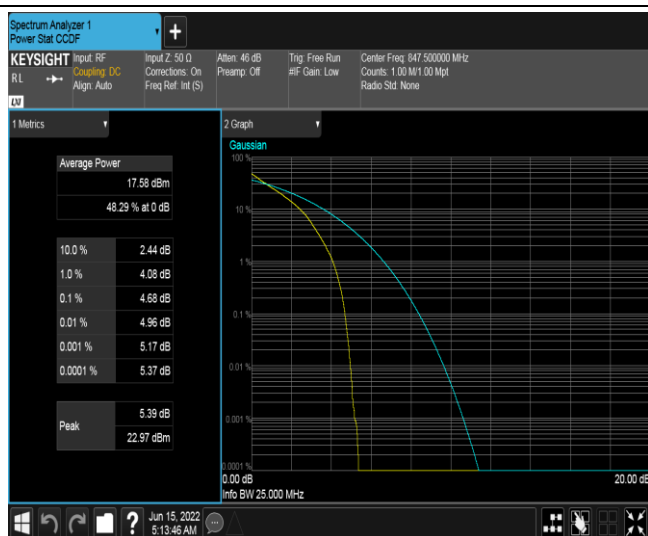 Spectrum Analyzer 1
Power Stat CCDF
+
KEYSIGHT
RL
LXI
Input: RF
Coupling: DC
Align: Auto
Input Z: 50 Ω
Corrections: On
Freq Ref: Int (S)
Atten: 46 dB
Preamp: Off
Trig: Free Run
#IF Gain: Low
Center Freq: 847.500000 MHz
Counts: 1.00 M/1.00 Mpt
Radio Std: None
1 Metrics
Average Power
17.58 dBm
48.29 % at 0 dB
10.0 % 2.44 dB
1.0 % 4.08 dB
0.1 % 4.68 dB
0.01 % 4.96 dB
0.001 % 5.17 dB
0.0001 % 5.37 dB
Peak
5.39 dB
22.97 dBm
2 Graph
Gaussian
100 %
10 %
1 %
0.1 %
0.01 %
0.001 %
0.0001 %
0.00 dB 20.00 dB
Info BW 25.000 MHz
?
Jun 15, 2022
5:13:46 AM